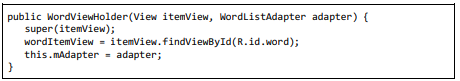 public WordViewHolder(View itemView, WordListAdapter adapter) {
    super(itemView);
    wordItemView = itemView.findViewById(R.id.word);
    this.mAdapter = adapter;
}